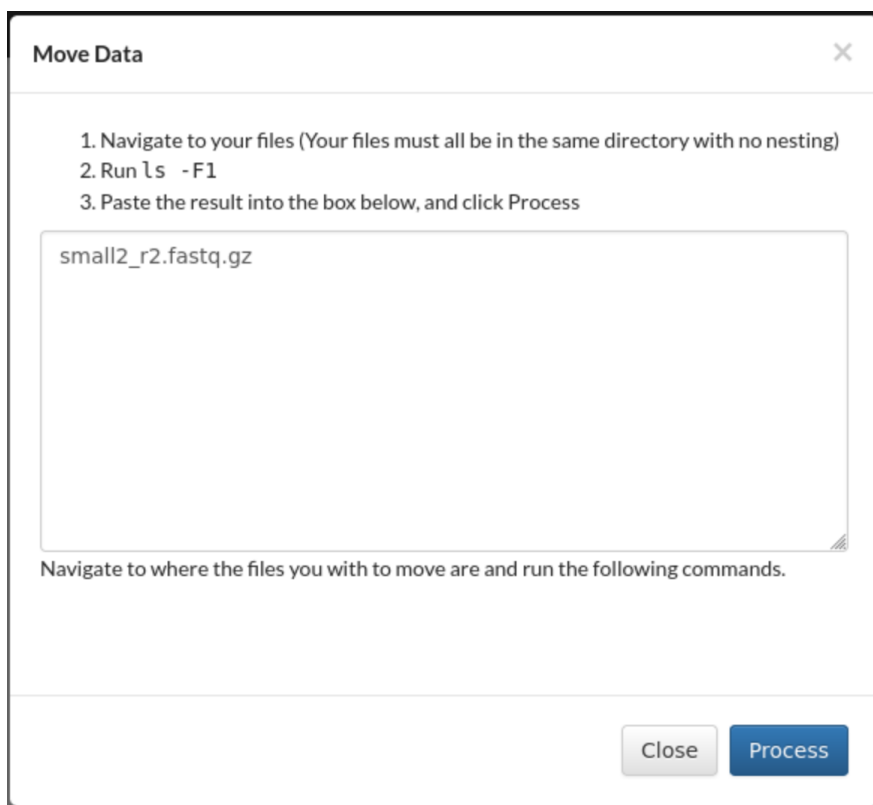 Move Data ×
1. Navigate to your files (Your files must all be in the same directory with no nesting)
2. Run ls -F1
3. Paste the result into the box below, and click Process
small2_r2.fastq.gz
Navigate to where the files you with to move are and run the following commands.
Close Process